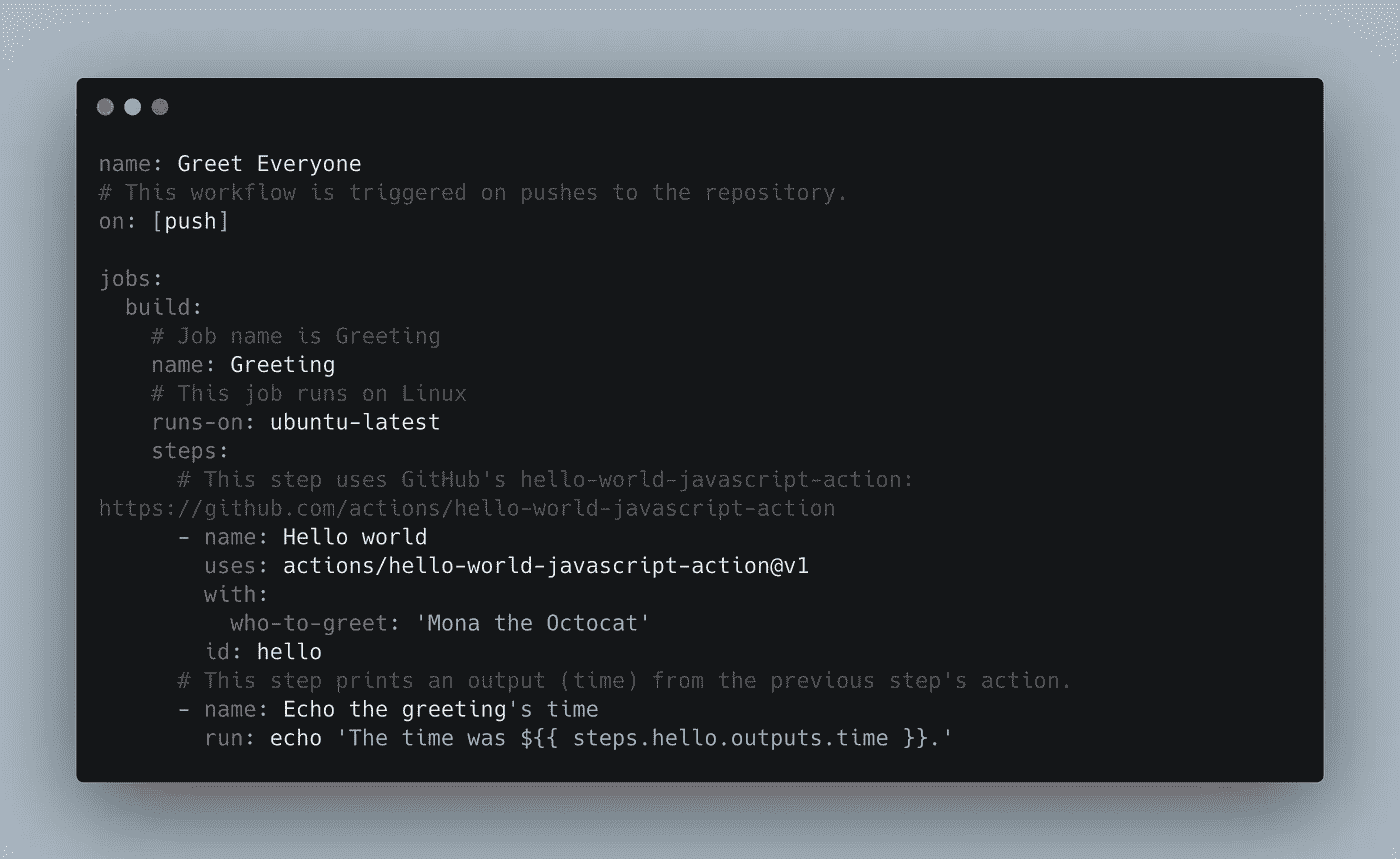 name: Greet Everyone
# This workflow is triggered on pushes to the repository.
on: [push]

jobs:
  build:
    # Job name is Greeting
    name: Greeting
    # This job runs on Linux
    runs-on: ubuntu-latest
    steps:
      # This step uses GitHub's hello-world-javascript-action:
https://github.com/actions/hello-world-javascript-action
      - name: Hello world
        uses: actions/hello-world-javascript-action@v1
        with:
          who-to-greet: 'Mona the Octocat'
        id: hello
      # This step prints an output (time) from the previous step's action.
      - name: Echo the greeting's time
        run: echo 'The time was ${{ steps.hello.outputs.time }}.'